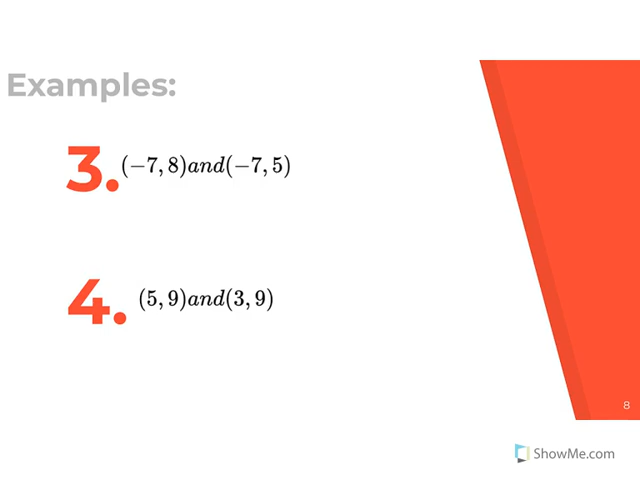 Examples:
3. (−7, 8)and(−7, 5)
4. (5, 9)and(3, 9)
8
ShowMe.com